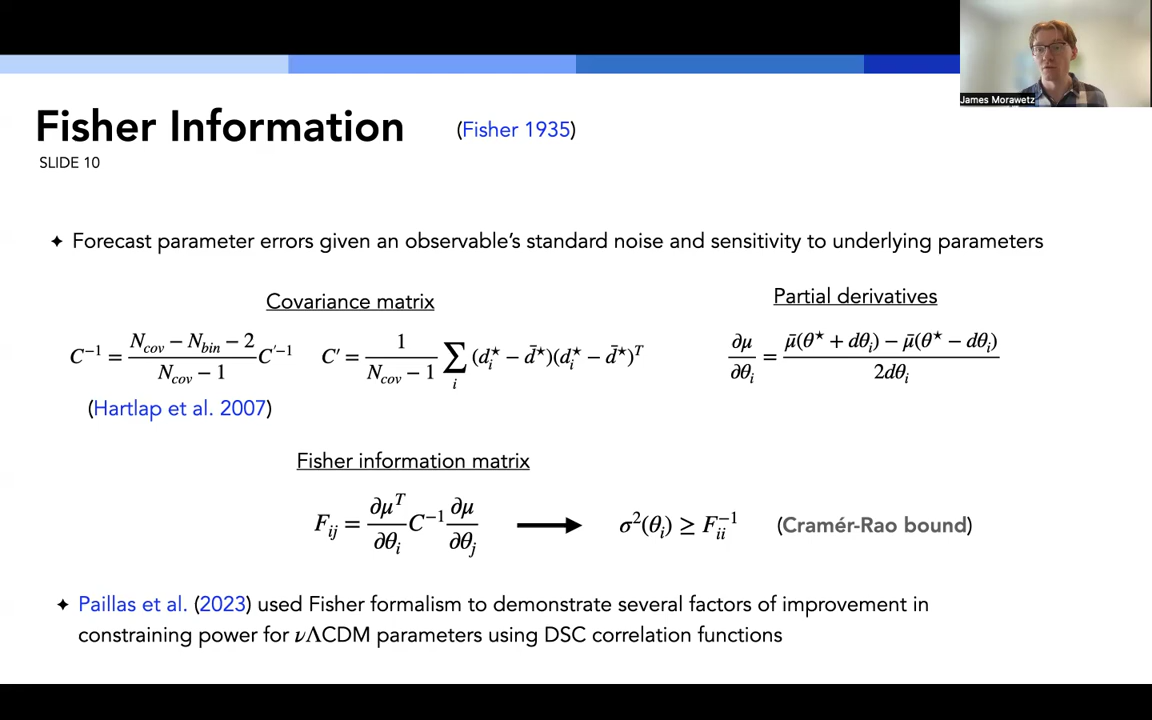 James Morawetz
Fisher Information (Fisher 1935)
SLIDE 10
✦ Forecast parameter errors given an observable's standard noise and sensitivity to underlying parameters
Covariance matrix
Partial derivatives
C⁻¹ = (N_cov − N_bin − 2)/(N_cov − 1) C′⁻¹   C′ = 1/(N_cov − 1) ∑_i (d_i^⋆ − d̄^⋆)(d_i^⋆ − d̄^⋆)^T
∂μ/∂θ_i = (μ̄(θ^⋆ + dθ_i) − μ̄(θ^⋆ − dθ_i))/(2dθ_i)
(Hartlap et al. 2007)
Fisher information matrix
F_ij = ∂μ^T/∂θ_i C⁻¹ ∂μ/∂θ_j ⟶ σ²(θ_i) ≥ F_ii⁻¹ (Cramér-Rao bound)
✦ Paillas et al. (2023) used Fisher formalism to demonstrate several factors of improvement in
constraining power for νΛCDM parameters using DSC correlation functions